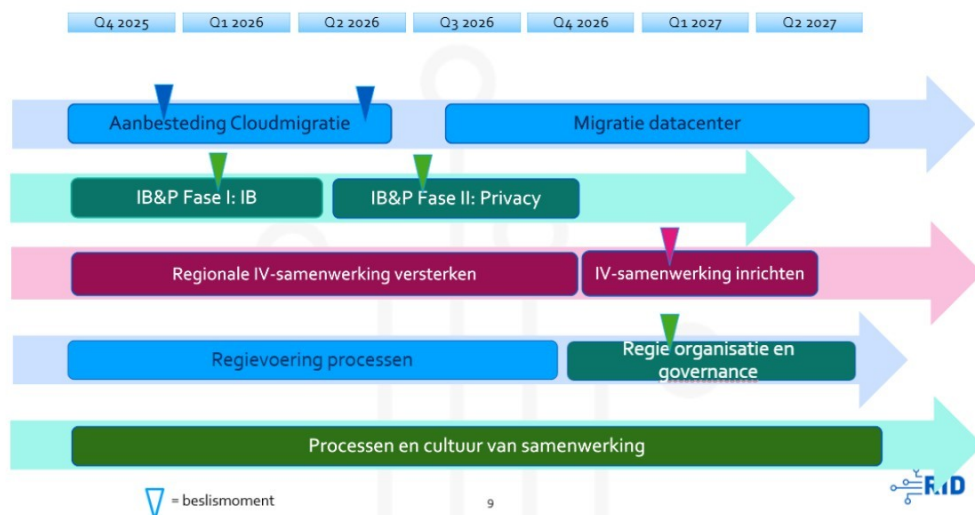 Q4 2025 Q1 2026 Q2 2026 Q3 2026 Q4 2026 Q1 2027 Q2 2027
Aanbesteding Cloudmigratie Migratie datacenter
IB&P Fase I: IB IB&P Fase II: Privacy
Regionale IV-samenwerking versterken IV-samenwerking inrichten
Regievoering processen Regie organisatie en
governance
Processen en cultuur van samenwerking
= beslismoment
9
RID